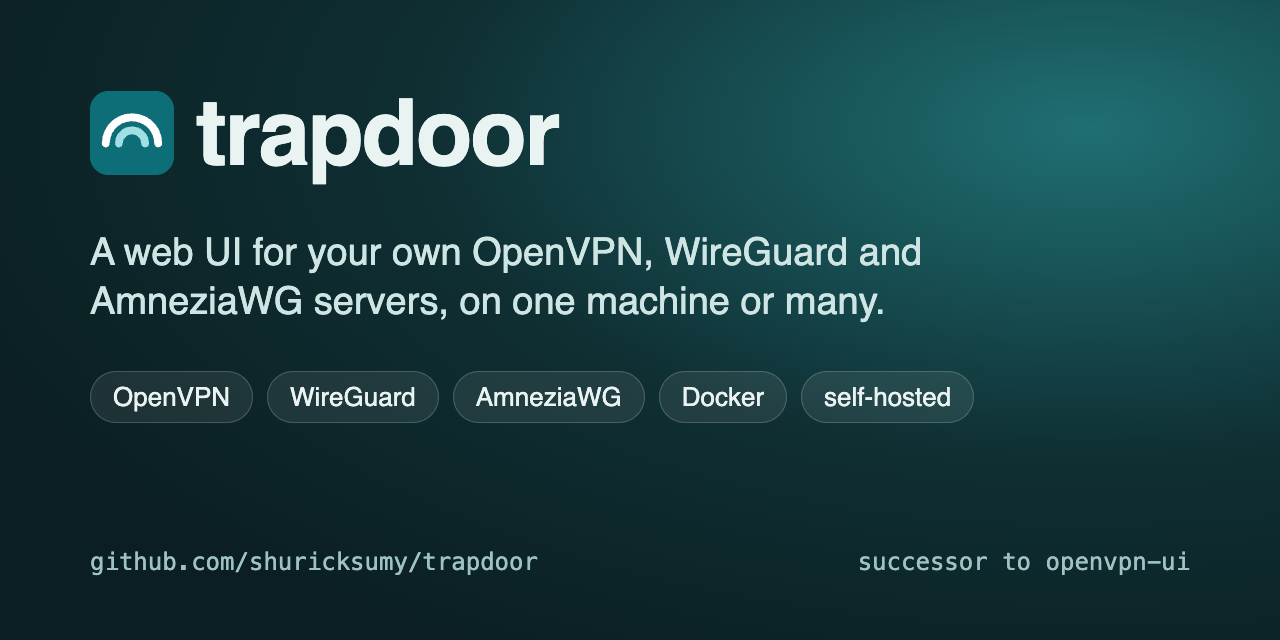 trapdoor
A web UI for your own OpenVPN, WireGuard and
AmneziaWG servers, on one machine or many.
OpenVPN WireGuard AmneziaWG Docker self-hosted
github.com/shuricksumy/trapdoor successor to openvpn-ui